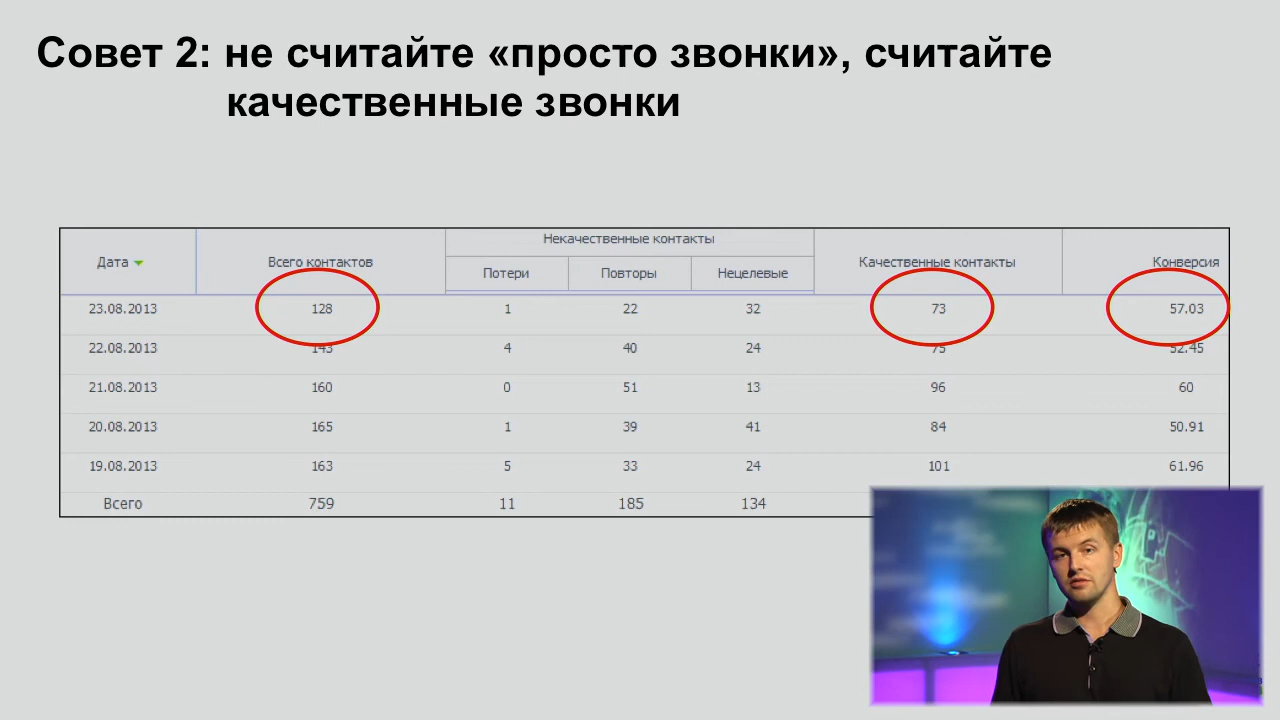 Совет 2: не считайте «просто звонки», считайте
качественные звонки
Некачественные контакты
Дата Всего контактов Качественные контакты Конверсия
Потери Повторы Нецелевые
23.08.2013 128 1 22 32 73 57.03
22.08.2013 143 4 40 24 75 52.45
21.08.2013 160 0 51 13 96 60
20.08.2013 165 1 39 41 84 50.91
19.08.2013 163 5 33 24 101 61.96
Всего 759 11 185 134